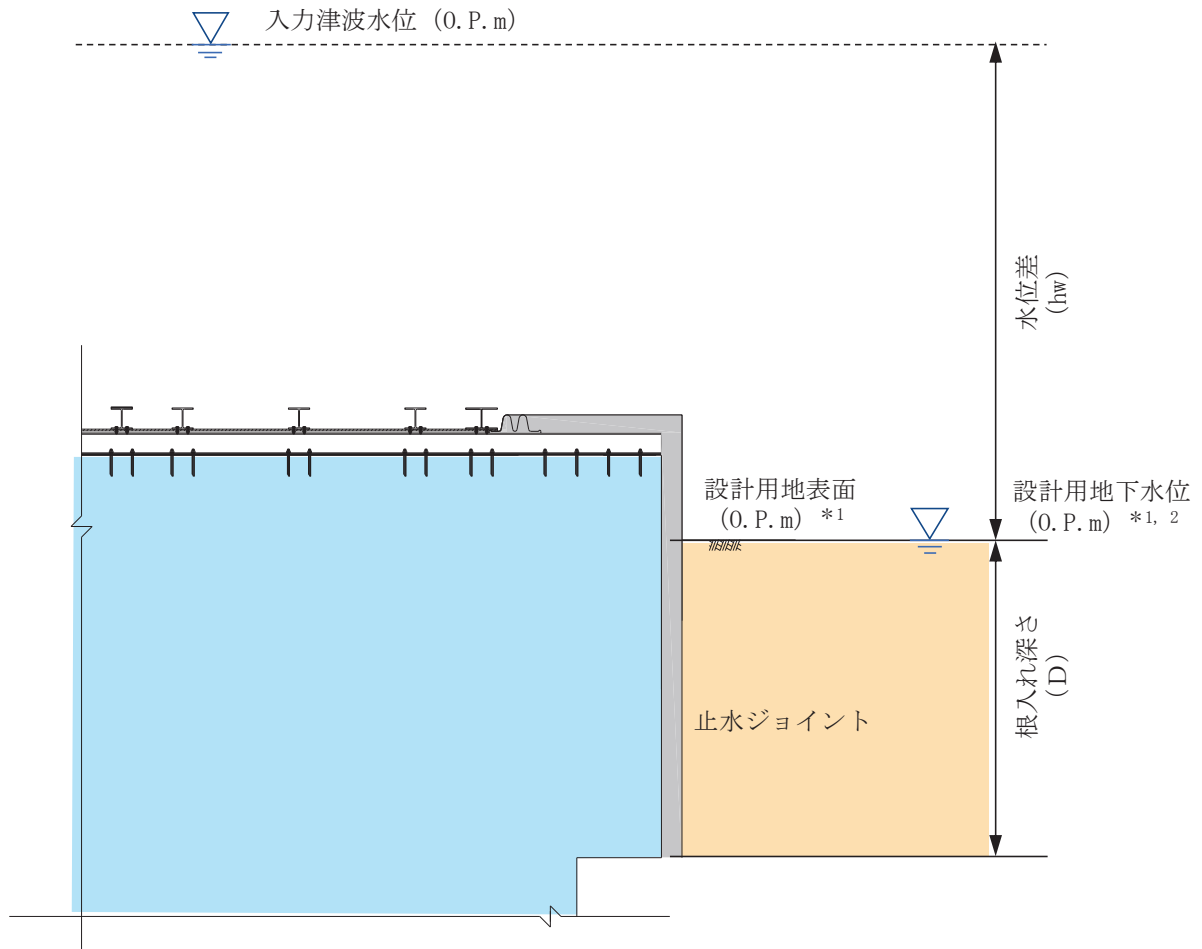 入力津波水位 (O.P.m)
水位差
(hw)
設計用地表面
(O.P.m) *1
設計用地下水位
(O.P.m) *1, 2
根入れ深さ
(D)
止水ジョイント